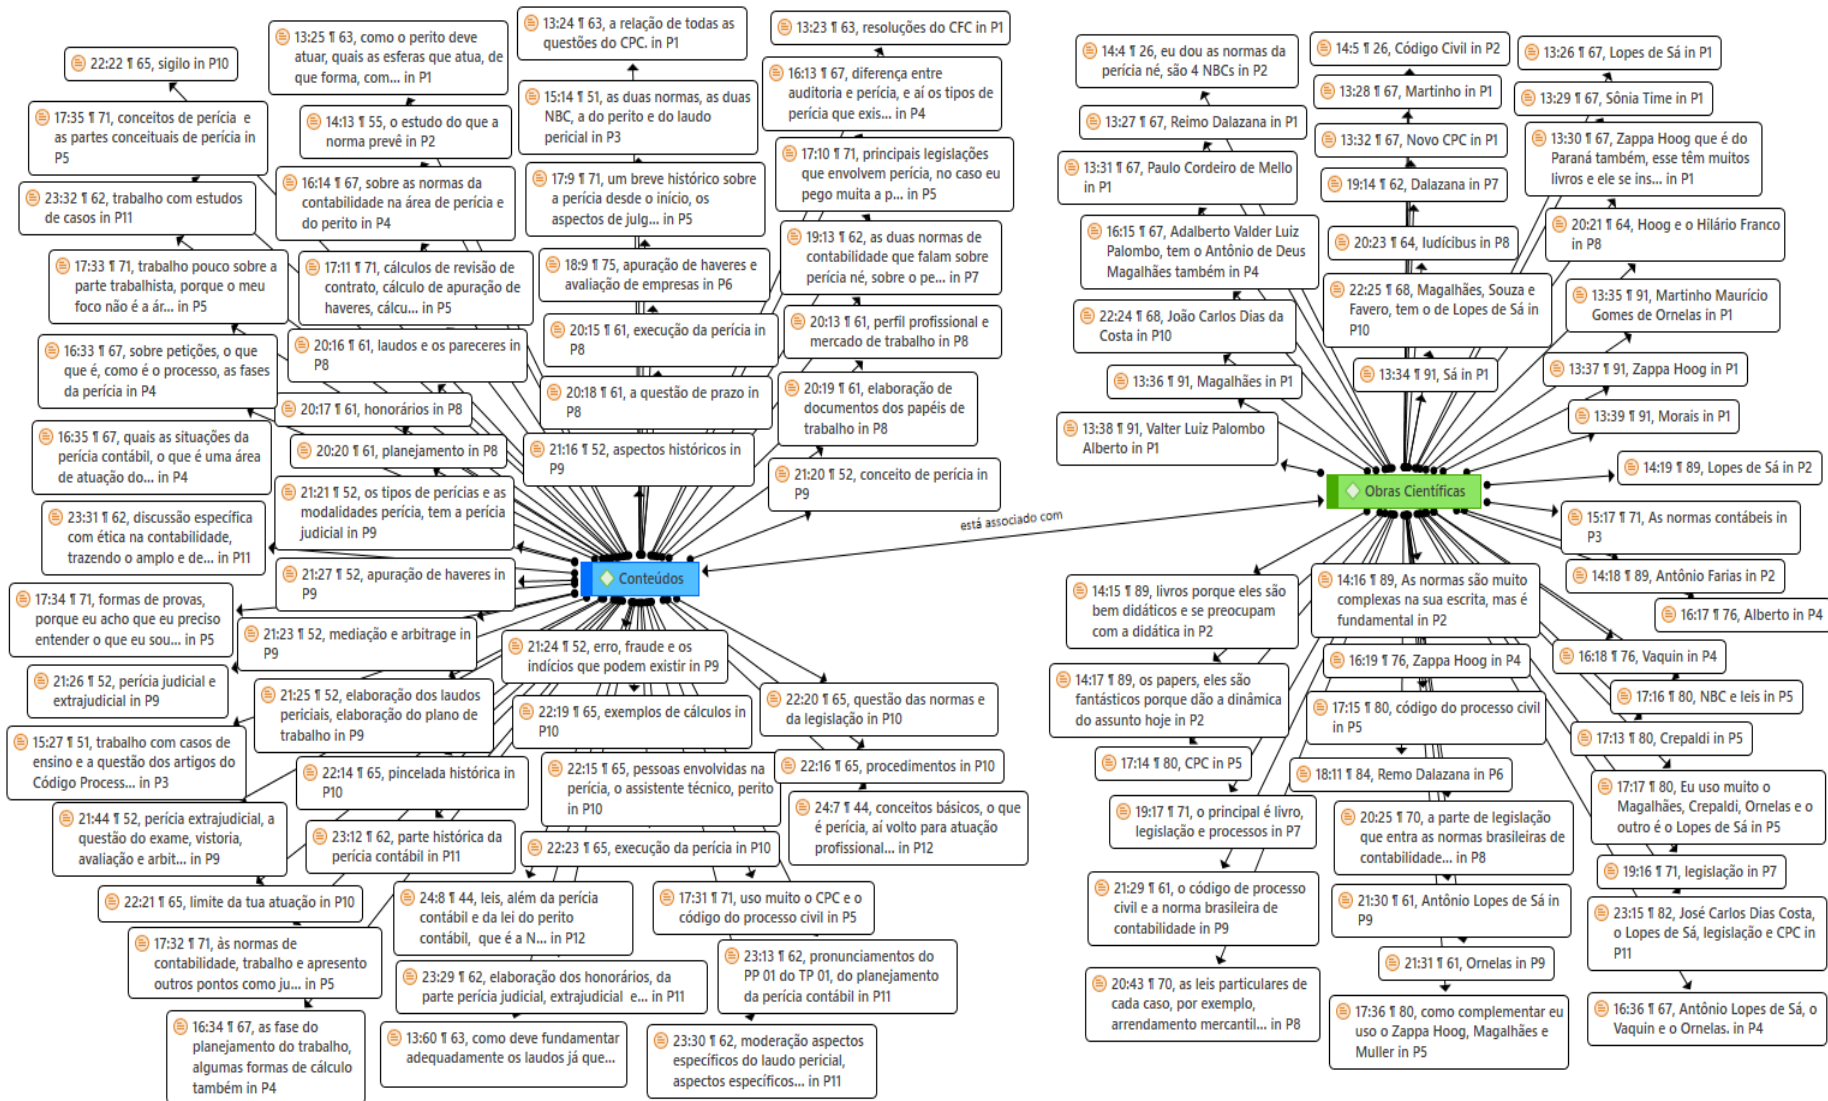 13:24 ¶ 63, a relação de todas as
questões do CPC. in P1
13:23 ¶ 63, resoluções do CFC in P1
13:25 ¶ 63, como o perito deve
atuar, quais as esferas que atua, de
que forma, com... in P1
22:22 ¶ 65, sigilo in P10
16:13 ¶ 67, diferença entre
auditoria e perícia, e aí os tipos de
perícia que exis... in P4
15:14 ¶ 51, as duas normas, as duas
NBC, a do perito e do laudo
pericial in P3
17:35 ¶ 71, conceitos de perícia e
as partes conceituais de perícia in
P5
14:13 ¶ 55, o estudo do que a
norma prevê in P2
17:10 ¶ 71, principais legislações
que envolvem perícia, no caso eu
pego muita a p... in P5
17:9 ¶ 71, um breve histórico sobre
a perícia desde o início, os
aspectos de julg... in P5
16:14 ¶ 67, sobre as normas da
contabilidade na área de perícia e
do perito in P4
23:32 ¶ 62, trabalho com estudos
de casos in P11
19:13 ¶ 62, as duas normas de
contabilidade que falam sobre
perícia né, sobre o pe... in P7
17:33 ¶ 71, trabalho pouco sobre a
parte trabalhista, porque o meu
foco não é a ár... in P5
17:11 ¶ 71, cálculos de revisão de
contrato, cálculo de apuração de
haveres, cálcu... in P5
18:9 ¶ 75, apuração de haveres e
avaliação de empresas in P6
20:15 ¶ 61, execução da perícia in
P8
20:13 ¶ 61, perfil profissional e
mercado de trabalho in P8
16:33 ¶ 67, sobre petições, o que
que é, como é o processo, as fases
da perícia in P4
20:16 ¶ 61, laudos e os pareceres in
P8
20:18 ¶ 61, a questão de prazo in
P8
20:19 ¶ 61, elaboração de
documentos dos papéis de
trabalho in P8
20:17 ¶ 61, honorários in P8
16:35 ¶ 67, quais as situações da
perícia contábil, o que é uma área
de atuação do... in P4
20:20 ¶ 61, planejamento in P8
21:16 ¶ 52, aspectos históricos in
P9
21:20 ¶ 52, conceito de perícia in
P9
21:21 ¶ 52, os tipos de perícias e as
modalidades perícia, tem a perícia
judicial in P9
23:31 ¶ 62, discussão específica
com ética na contabilidade,
trazendo o amplo e de... in P11
21:27 ¶ 52, apuração de haveres in
P9
Conteúdos
está associado com
17:34 ¶ 71, formas de provas,
porque eu acho que eu preciso
entender o que eu sou... in P5
21:23 ¶ 52, mediação e arbitrage in
P9
21:24 ¶ 52, erro, fraude e os
indícios que podem existir in P9
21:26 ¶ 52, perícia judicial e
extrajudicial in P9
21:25 ¶ 52, elaboração dos laudos
periciais, elaboração do plano de
trabalho in P9
22:20 ¶ 65, questão das normas e
da legislação in P10
22:19 ¶ 65, exemplos de cálculos in
P10
15:27 ¶ 51, trabalho com casos de
ensino e a questão dos artigos do
Código Process... in P3
22:14 ¶ 65, pincelada histórica in
P10
22:15 ¶ 65, pessoas envolvidas na
perícia, o assistente técnico, perito
in P10
22:16 ¶ 65, procedimentos in P10
21:44 ¶ 52, perícia extrajudicial, a
questão do exame, vistoria,
avaliação e arbit... in P9
23:12 ¶ 62, parte histórica da
perícia contábil in P11
24:7 ¶ 44, conceitos básicos, o que
é perícia, aí volto para atuação
profissional... in P12
22:23 ¶ 65, execução da perícia in P10
22:21 ¶ 65, limite da tua atuação in P10
24:8 ¶ 44, leis, além da perícia
contábil e da lei do perito
contábil, que é a N... in P12
17:31 ¶ 71, uso muito o CPC e o
código do processo civil in P5
17:32 ¶ 71, às normas de
contabilidade, trabalho e apresento
outros pontos como ju... in P5
23:29 ¶ 62, elaboração dos honorários, da
parte perícia judicial, extrajudicial e... in P11
23:13 ¶ 62, pronunciamentos do
PP 01 do TP 01, do planejamento
da perícia contábil in P11
16:34 ¶ 67, as fase do
planejamento do trabalho,
algumas formas de cálculo
também in P4
13:60 ¶ 63, como deve fundamentar
adequadamente os laudos já que...
23:30 ¶ 62, moderação aspectos
específicos do laudo pericial,
aspectos específicos... in P11
14:4 ¶ 26, eu dou as normas da
perícia né, são 4 NBCs in P2
14:5 ¶ 26, Código Civil in P2
13:26 ¶ 67, Lopes de Sá in P1
13:28 ¶ 67, Martinho in P1
13:29 ¶ 67, Sônia Time in P1
13:27 ¶ 67, Reimo Dalazana in P1
13:32 ¶ 67, Novo CPC in P1
13:30 ¶ 67, Zappa Hoog que é do
Paraná também, esse têm muitos
livros e ele se ins... in P1
13:31 ¶ 67, Paulo Cordeiro de Mello
in P1
19:14 ¶ 62, Dalazana in P7
16:15 ¶ 67, Adalberto Valder Luiz
Palombo, tem o Antônio de Deus
Magalhães também in P4
20:23 ¶ 64, Iudícibus in P8
20:21 ¶ 64, Hoog e o Hilário Franco
in P8
22:25 ¶ 68, Magalhães, Souza e
Favero, tem o de Lopes de Sá in
P10
13:35 ¶ 91, Martinho Maurício
Gomes de Ornelas in P1
22:24 ¶ 68, João Carlos Dias da
Costa in P10
13:36 ¶ 91, Magalhães in P1
13:34 ¶ 91, Sá in P1
13:37 ¶ 91, Zappa Hoog in P1
13:39 ¶ 91, Morais in P1
13:38 ¶ 91, Valter Luiz Palombo
Alberto in P1
14:19 ¶ 89, Lopes de Sá in P2
Obras Científicas
15:17 ¶ 71, As normas contábeis in
P3
14:18 ¶ 89, Antônio Farias in P2
14:15 ¶ 89, livros porque eles são
bem didáticos e se preocupam
com a didática in P2
14:16 ¶ 89, As normas são muito
complexas na sua escrita, mas é
fundamental in P2
16:17 ¶ 76, Alberto in P4
16:19 ¶ 76, Zappa Hoog in P4
16:18 ¶ 76, Vaquin in P4
14:17 ¶ 89, os papers, eles são
fantásticos porque dão a dinâmica
do assunto hoje in P2
17:15 ¶ 80, código do processo civil
in P5
17:16 ¶ 80, NBC e leis in P5
17:13 ¶ 80, Crepaldi in P5
17:14 ¶ 80, CPC in P5
18:11 ¶ 84, Remo Dalazana in P6
17:17 ¶ 80, Eu uso muito o
Magalhães, Crepaldi, Ornelas e o
outro é o Lopes de Sá in P5
19:17 ¶ 71, o principal é livro,
legislação e processos in P7
20:25 ¶ 70, a parte de legislação
que entra as normas brasileiras de
contabilidade... in P8
19:16 ¶ 71, legislação in P7
21:29 ¶ 61, o código de processo
civil e a norma brasileira de
contabilidade in P9
21:30 ¶ 61, Antônio Lopes de Sá in
P9
23:15 ¶ 82, José Carlos Dias Costa,
o Lopes de Sá, legislação e CPC in
P11
21:31 ¶ 61, Ornelas in P9
20:43 ¶ 70, as leis particulares de
cada caso, por exemplo,
arrendamento mercantil... in P8
17:36 ¶ 80, como complementar eu
uso o Zappa Hoog, Magalhães e
Muller in P5
16:36 ¶ 67, Antônio Lopes de Sá, o
Vaquin e o Ornelas. in P4